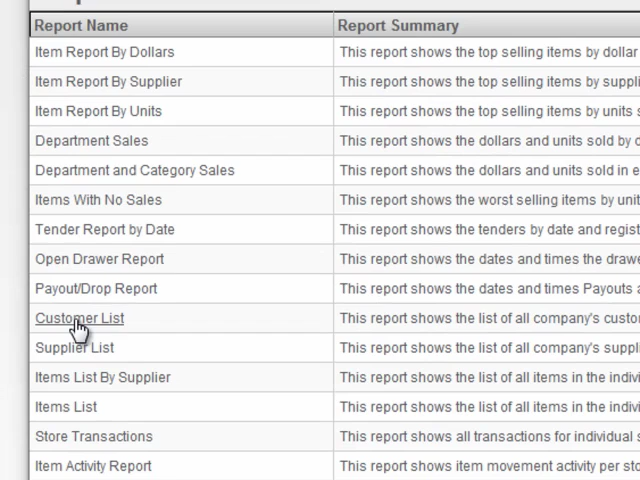 Report Name Report Summary
Item Report By Dollars This report shows the top selling items by dollar
Item Report By Supplier This report shows the top selling items by suppli
Item Report By Units This report shows the top selling items by units s
Department Sales This report shows the dollars and units sold by
Department and Category Sales This report shows the dollars and units sold in e
Items With No Sales This report shows the worst selling items by unit
Tender Report by Date This report shows the tenders by date and regist
Open Drawer Report This report shows the dates and times the drawe
Payout/Drop Report This report shows the dates and times Payouts a
Customer List This report shows the list of all company's custo
Supplier List This report shows the list of all company's suppl
Items List By Supplier This report shows the list of all items in the indivi
Items List This report shows the list of all items in the indivi
Store Transactions This report shows all transactions for individual s
Item Activity Report This report shows item movement activity per sto